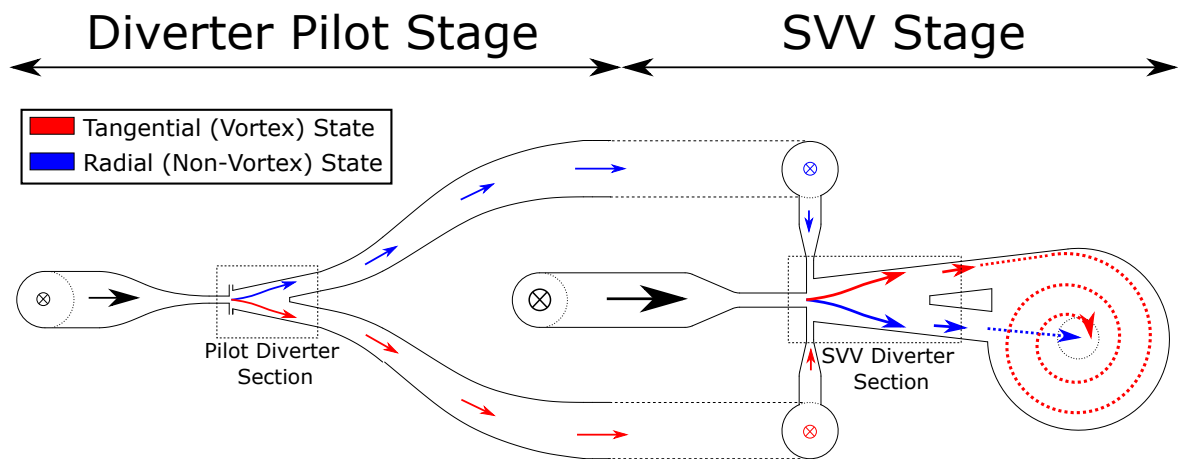 Diverter Pilot Stage
SVV Stage
Tangential (Vortex) State
Radial (Non-Vortex) State
Pilot Diverter
Section
SVV Diverter
Section